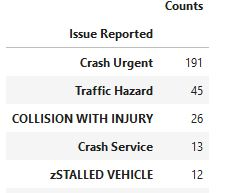 Counts
Issue Reported
Crash Urgent 191
Traffic Hazard 45
COLLISION WITH INJURY 26
Crash Service 13
zSTALLED VEHICLE 12